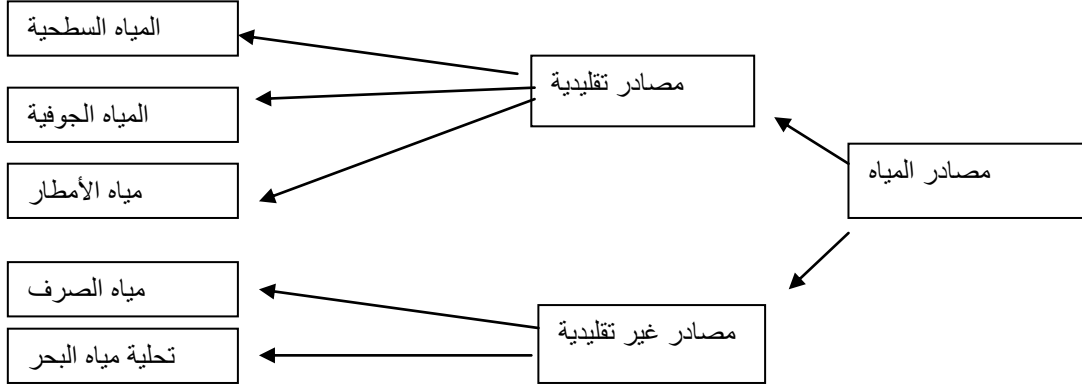 مصادر المياه
مصادر تقليدية
المياه السطحية
المياه الجوفية
مياه الأمطار
مصادر غير تقليدية
مياه الصرف
تحلية مياه البحر